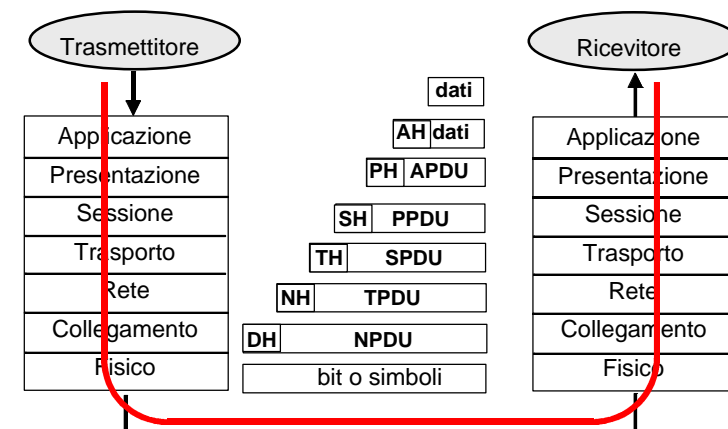 Trasmettitore
Ricevitore
dati
Applicazione
AH dati
Applicazione
Presentazione
PH APDU
Presentazione
Sessione
SH PPDU
Sessione
Trasporto
TH SPDU
Trasporto
Rete
NH TPDU
Rete
Collegamento
DH NPDU
Collegamento
Fisico
bit o simboli
Fisico